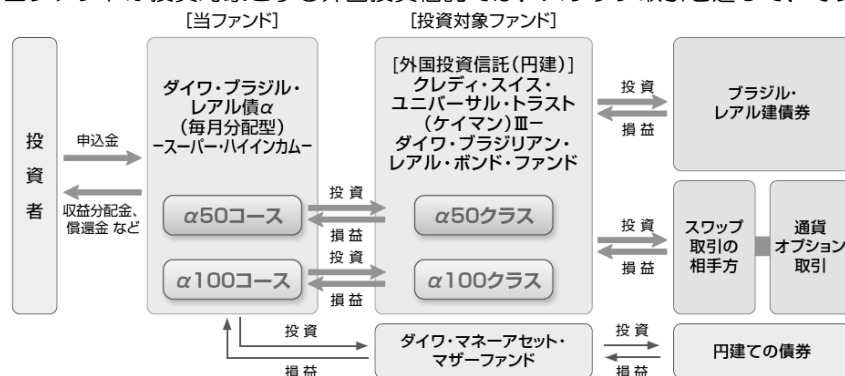 [当ファンド]
[投資対象ファンド]
投資者
申込金
収益分配金、
償還金 など
ダイワ・ブラジル・
レアル債α
(毎月分配型)
-スーパー・ハイインカム-
α50コース
α100コース
投 資
損 益
投 資
損 益
[外国投資信託(円建)]
クレディ・スイス・
ユニバーサル・トラスト
(ケイマン)Ⅲ-
ダイワ・ブラジリアン・
レアル・ボンド・ファンド
α50クラス
α100クラス
投 資
損 益
ブラジル・
レアル建債券
投 資
損 益
スワップ
取引の
相手方
通貨
オプション
取引
投 資
損 益
ダイワ・マネーアセット・
マザーファンド
投 資
損 益
円建ての債券